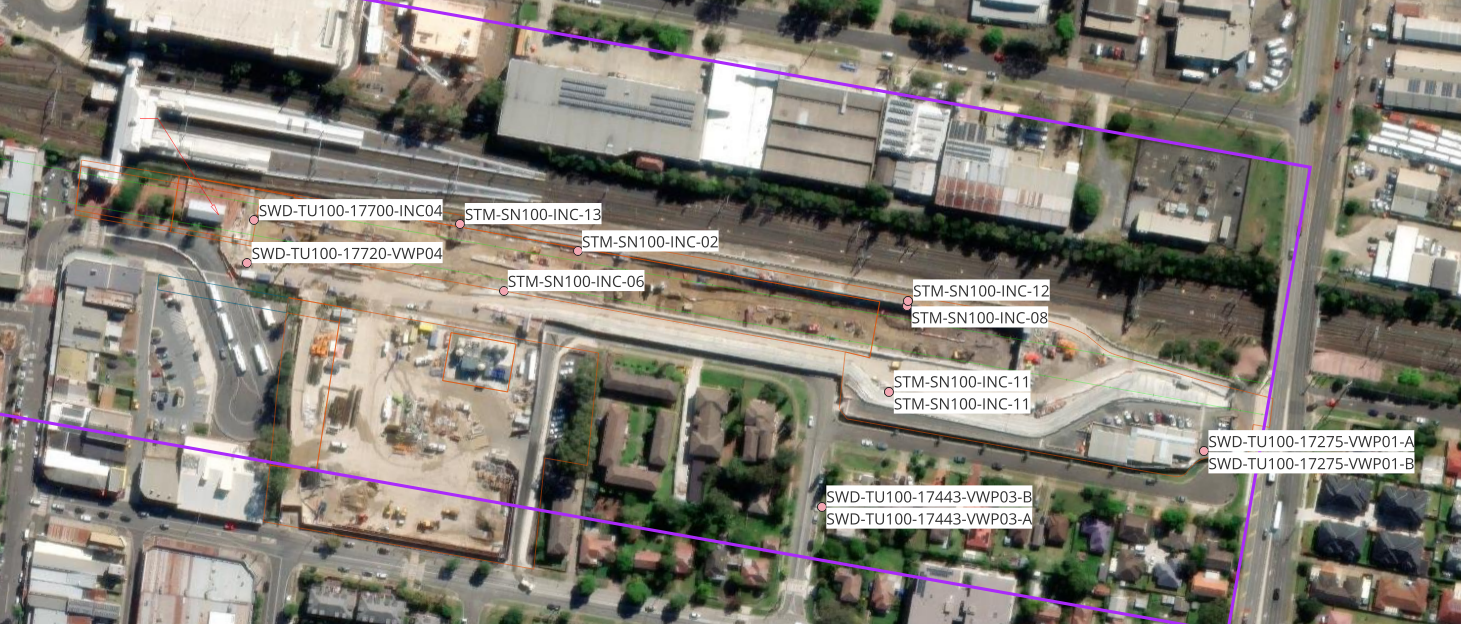 SWD-TU100-17700-INC04
STM-SN100-INC-13
STM-SN100-INC-02
SWD-TU100-17720-VWP04
STM-SN100-INC-06
STM-SN100-INC-12
STM-SN100-INC-08
STM-SN100-INC-11
STM-SN100-INC-11
SWD-TU100-17275-VWP01-A
SWD-TU100-17275-VWP01-B
SWD-TU100-17443-VWP03-B
SWD-TU100-17443-VWP03-A